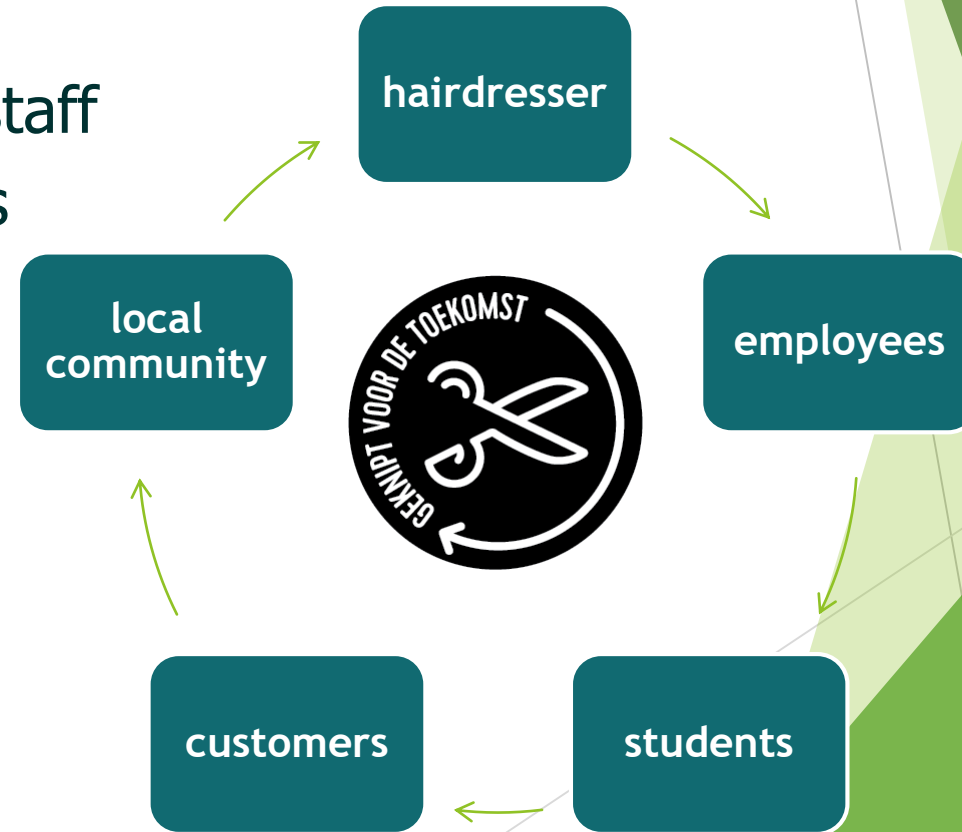 staff
s
hairdresser
local
community
employees
GEKNIPT VOOR DE TOEKOMST
customers
students